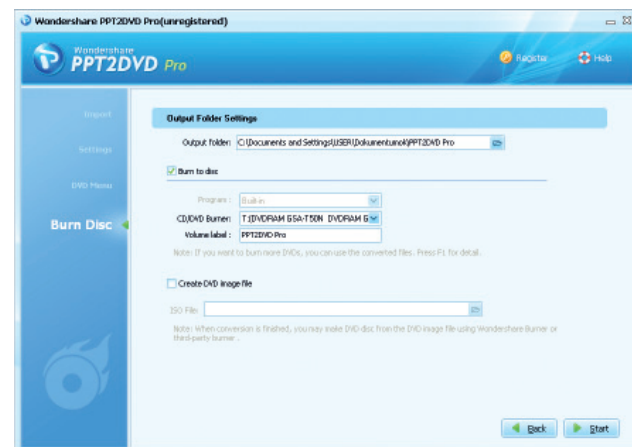 Wondershare PPT2DVD Pro(unregistered)
Wondershare
PPT2DVD Pro
Register
Help
Import
Settings
DVD Menu
Burn Disc
Output Folder Settings
Output folder: C:\Documents and Settings\USER\Dokumentumok\PPT2DVD Pro
Burn to disc
Program : Built-in
CD/DVD Burner: T:(DVDRAM GSA-T50N DVDRAM G
Volume label : PPT2DVD Pro
Note: If you want to burn more DVDs, you can use the converted files. Press F1 for detail.
Create DVD image file
ISO File:
Note: When conversion is finished, you may make DVD disc from the DVD image file using Wondershare Burner or
third-party burner .
Back
Start